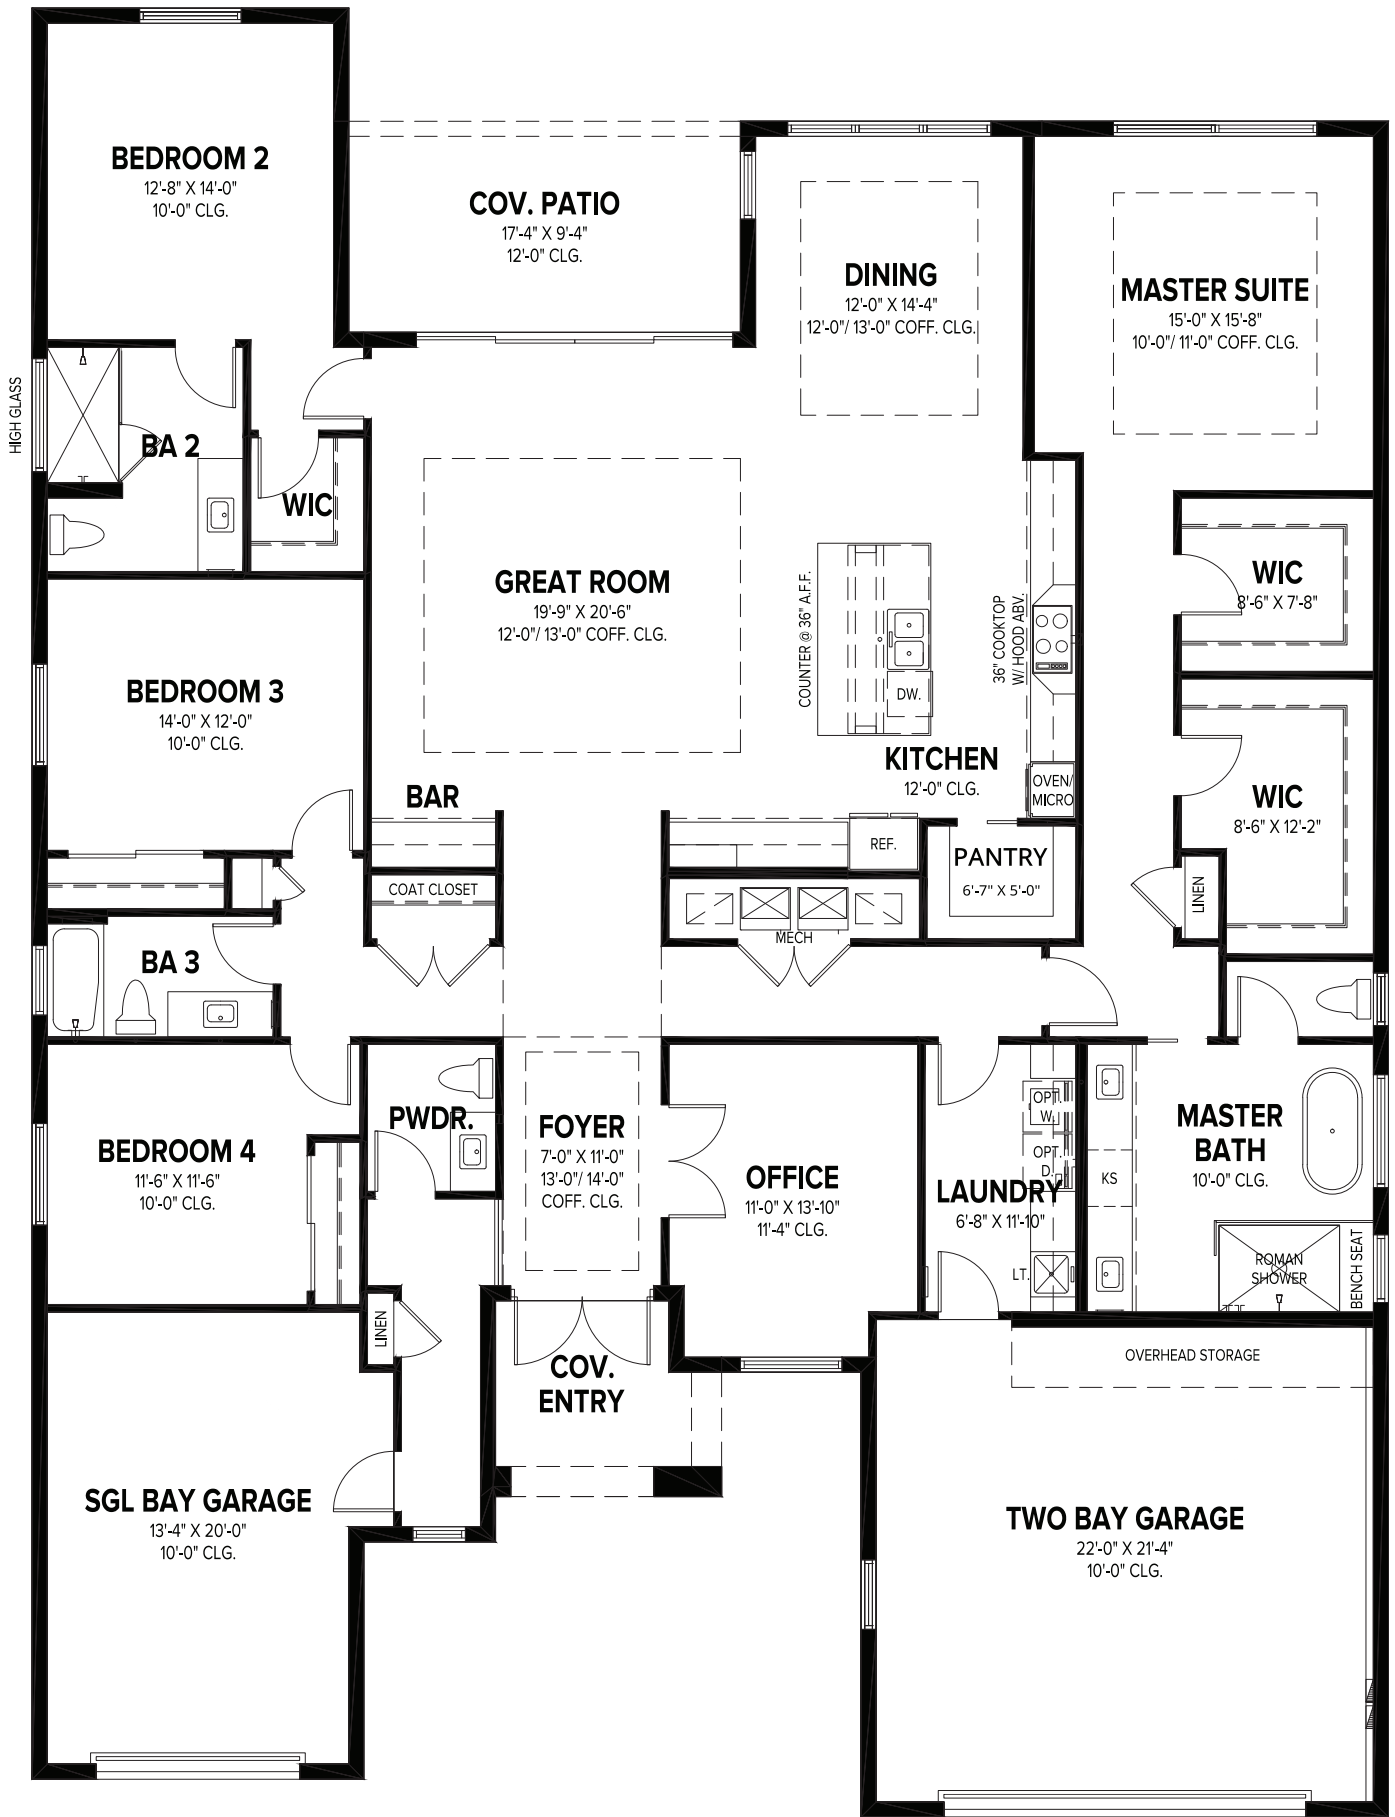 BEDROOM 2
12'-8" X 14'-0"
10'-0" CLG.
COV. PATIO
17'-4" X 9'-4"
12'-0" CLG.
DINING
12'-0" X 14'-4"
12'-0"/ 13'-0" COFF. CLG.
MASTER SUITE
15'-0" X 15'-8"
10'-0"/ 11'-0" COFF. CLG.
HIGH GLASS
BA 2
WIC
GREAT ROOM
19'-9" X 20'-6"
12'-0"/ 13'-0" COFF. CLG.
COUNTER @ 36" A.F.F.
DW.
36" COOKTOP
W/ HOOD ABV.
WIC
8'-6" X 7'-8"
BEDROOM 3
14'-0" X 12'-0"
10'-0" CLG.
KITCHEN
12'-0" CLG.
OVEN/
MICRO
BAR
WIC
8'-6" X 12'-2"
REF.
PANTRY
6'-7" X 5'-0"
COAT CLOSET
LINEN
MECH
BA 3
PWDR.
FOYER
7'-0" X 11'-0"
13'-0"/ 14'-0"
COFF. CLG.
OPT.
W.
OPT.
D.
MASTER
BATH
10'-0" CLG.
BEDROOM 4
11'-6" X 11'-6"
10'-0" CLG.
OFFICE
11'-0" X 13'-10"
11'-4" CLG.
LAUNDRY
6'-8" X 11'-10"
KS
LT.
ROMAN
SHOWER
BENCH SEAT
LINEN
COV.
ENTRY
OVERHEAD STORAGE
SGL BAY GARAGE
13'-4" X 20'-0"
10'-0" CLG.
TWO BAY GARAGE
22'-0" X 21'-4"
10'-0" CLG.